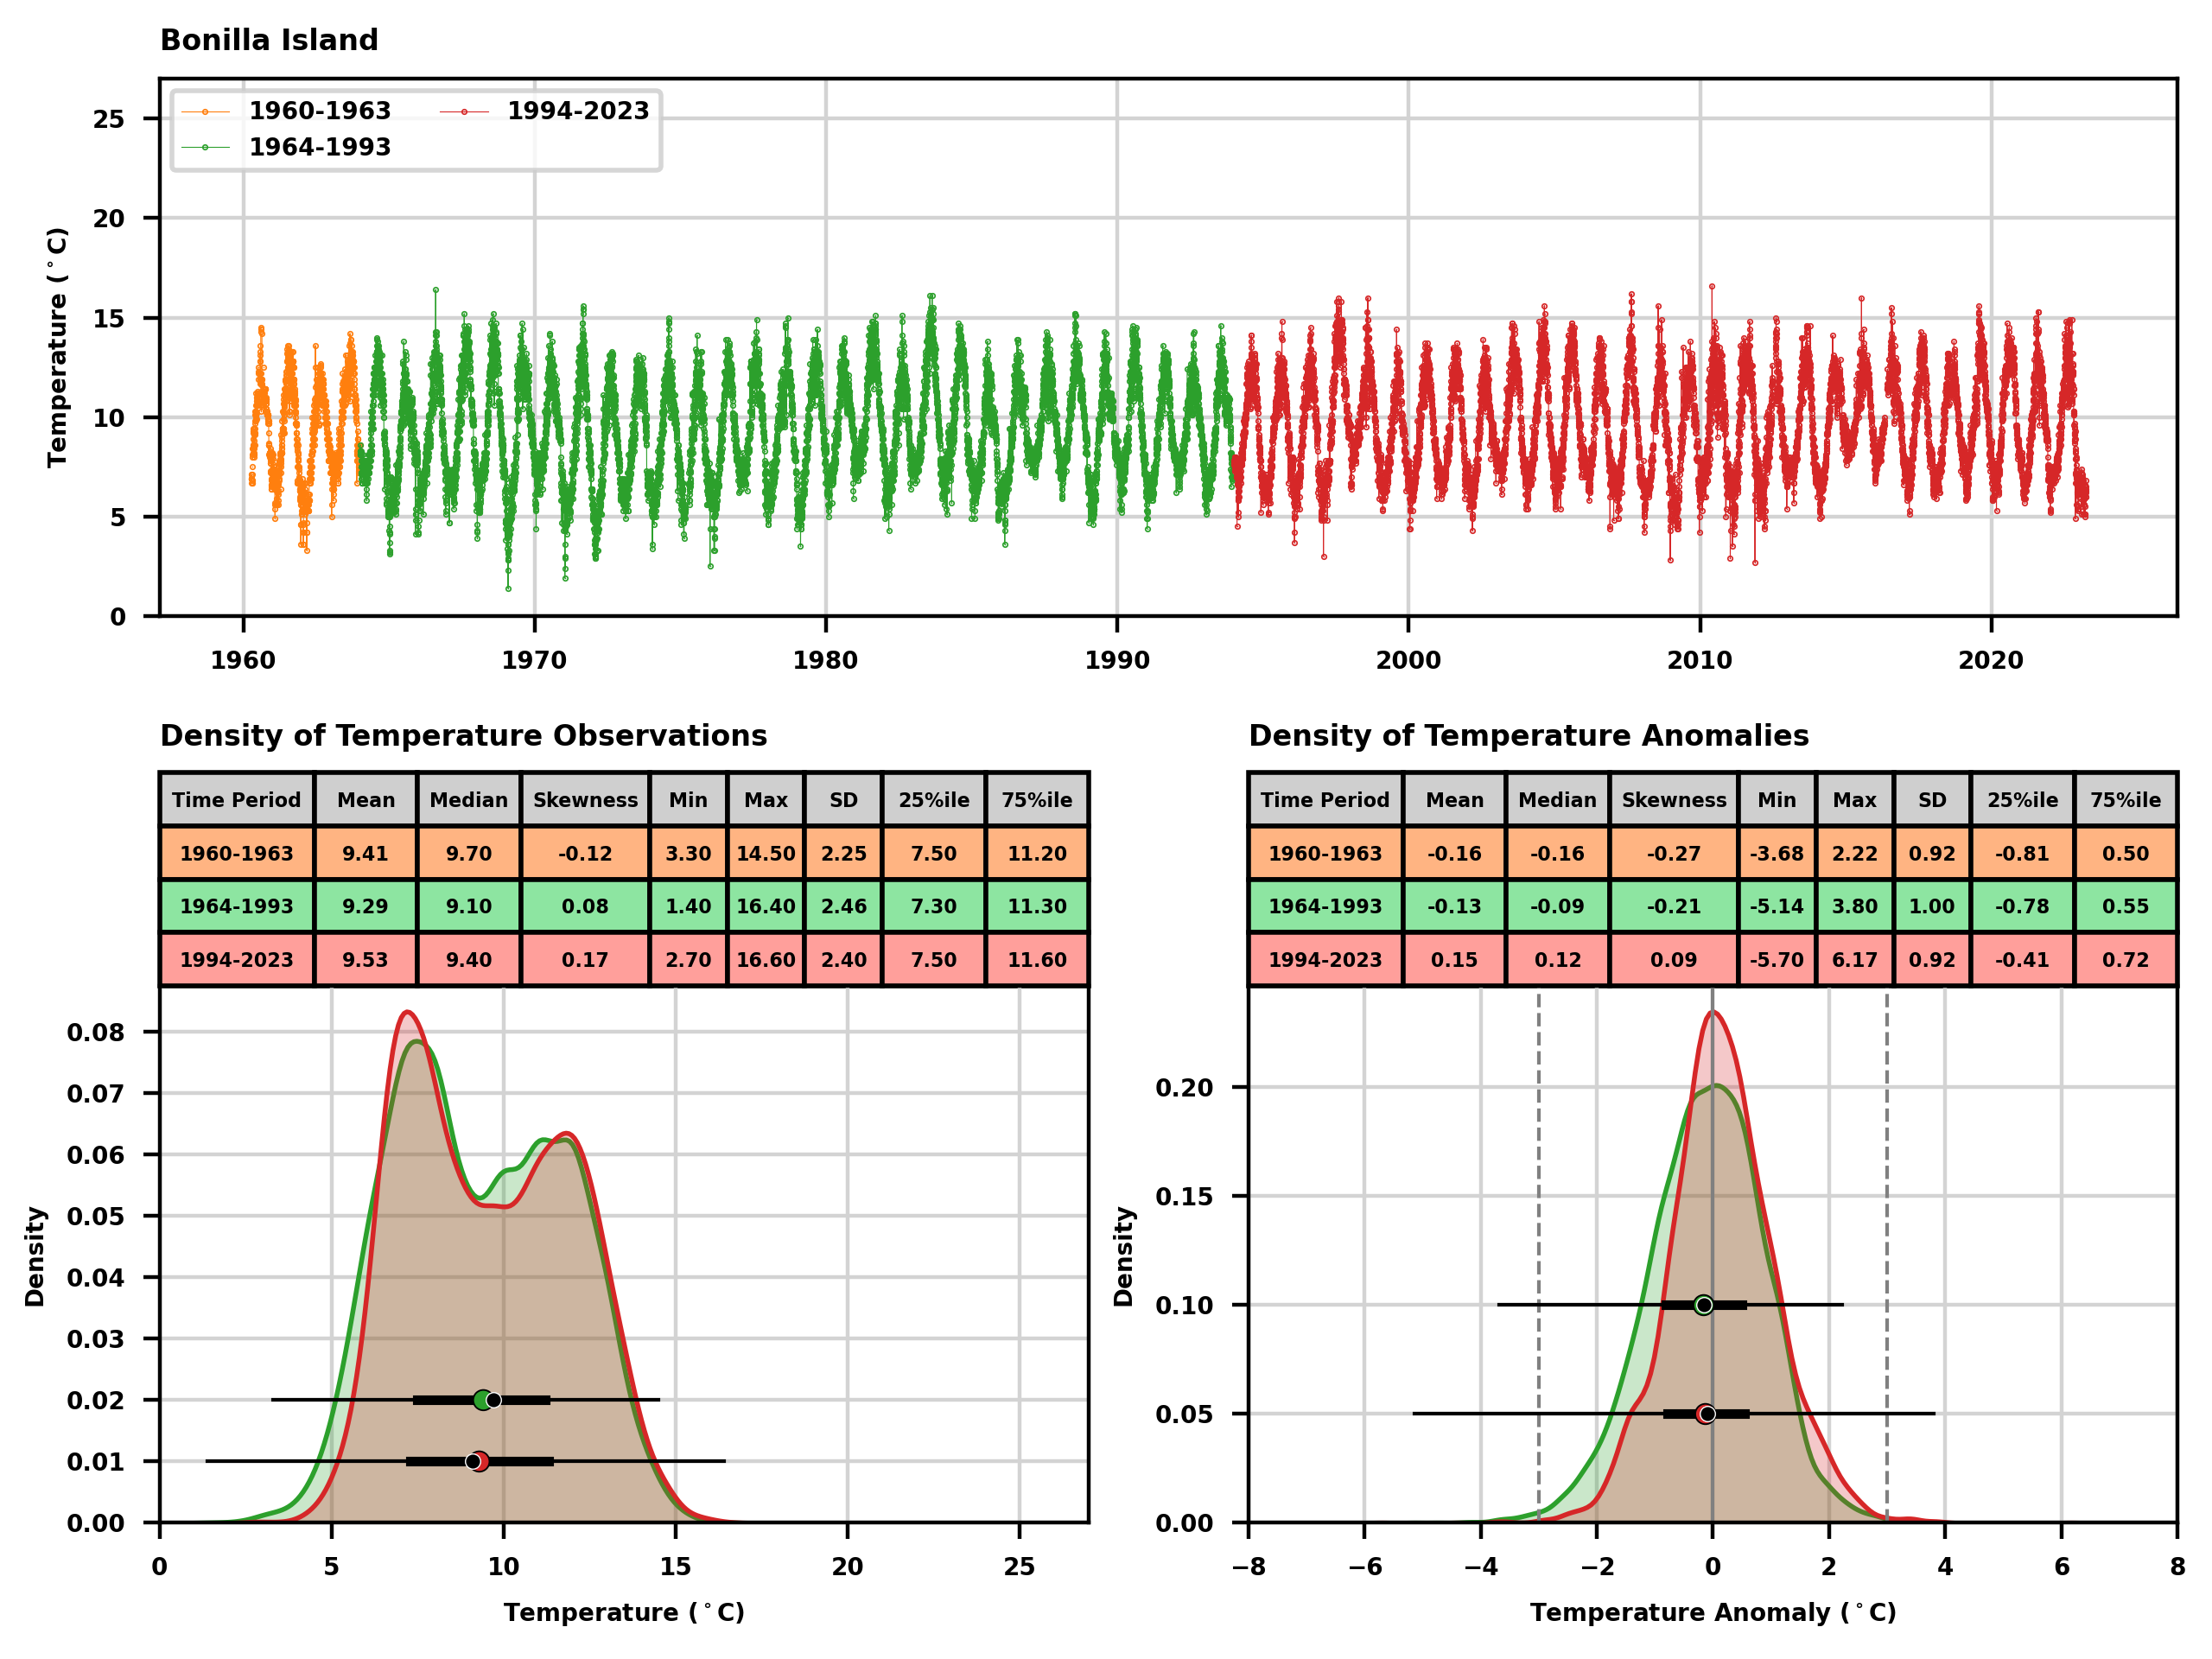 Bonilla Island
1960-1963 1994-2023
1964-1993
Temperature (°C)
25
20
15
10
5
0
1960 1970 1980 1990 2000 2010 2020
Density of Temperature Observations
Time Period Mean Median Skewness Min Max SD 25%ile 75%ile
1960-1963 9.41 9.70 -0.12 3.30 14.50 2.25 7.50 11.20
1964-1993 9.29 9.10 0.08 1.40 16.40 2.46 7.30 11.30
1994-2023 9.53 9.40 0.17 2.70 16.60 2.40 7.50 11.60
Density
0.08
0.07
0.06
0.05
0.04
0.03
0.02
0.01
0.00
0 5 10 15 20 25
Temperature (°C)
Density of Temperature Anomalies
Time Period Mean Median Skewness Min Max SD 25%ile 75%ile
1960-1963 -0.16 -0.16 -0.27 -3.68 2.22 0.92 -0.81 0.50
1964-1993 -0.13 -0.09 -0.21 -5.14 3.80 1.00 -0.78 0.55
1994-2023 0.15 0.12 0.09 -5.70 6.17 0.92 -0.41 0.72
Density
0.20
0.15
0.10
0.05
0.00
−8 −6 −4 −2 0 2 4 6 8
Temperature Anomaly (°C)